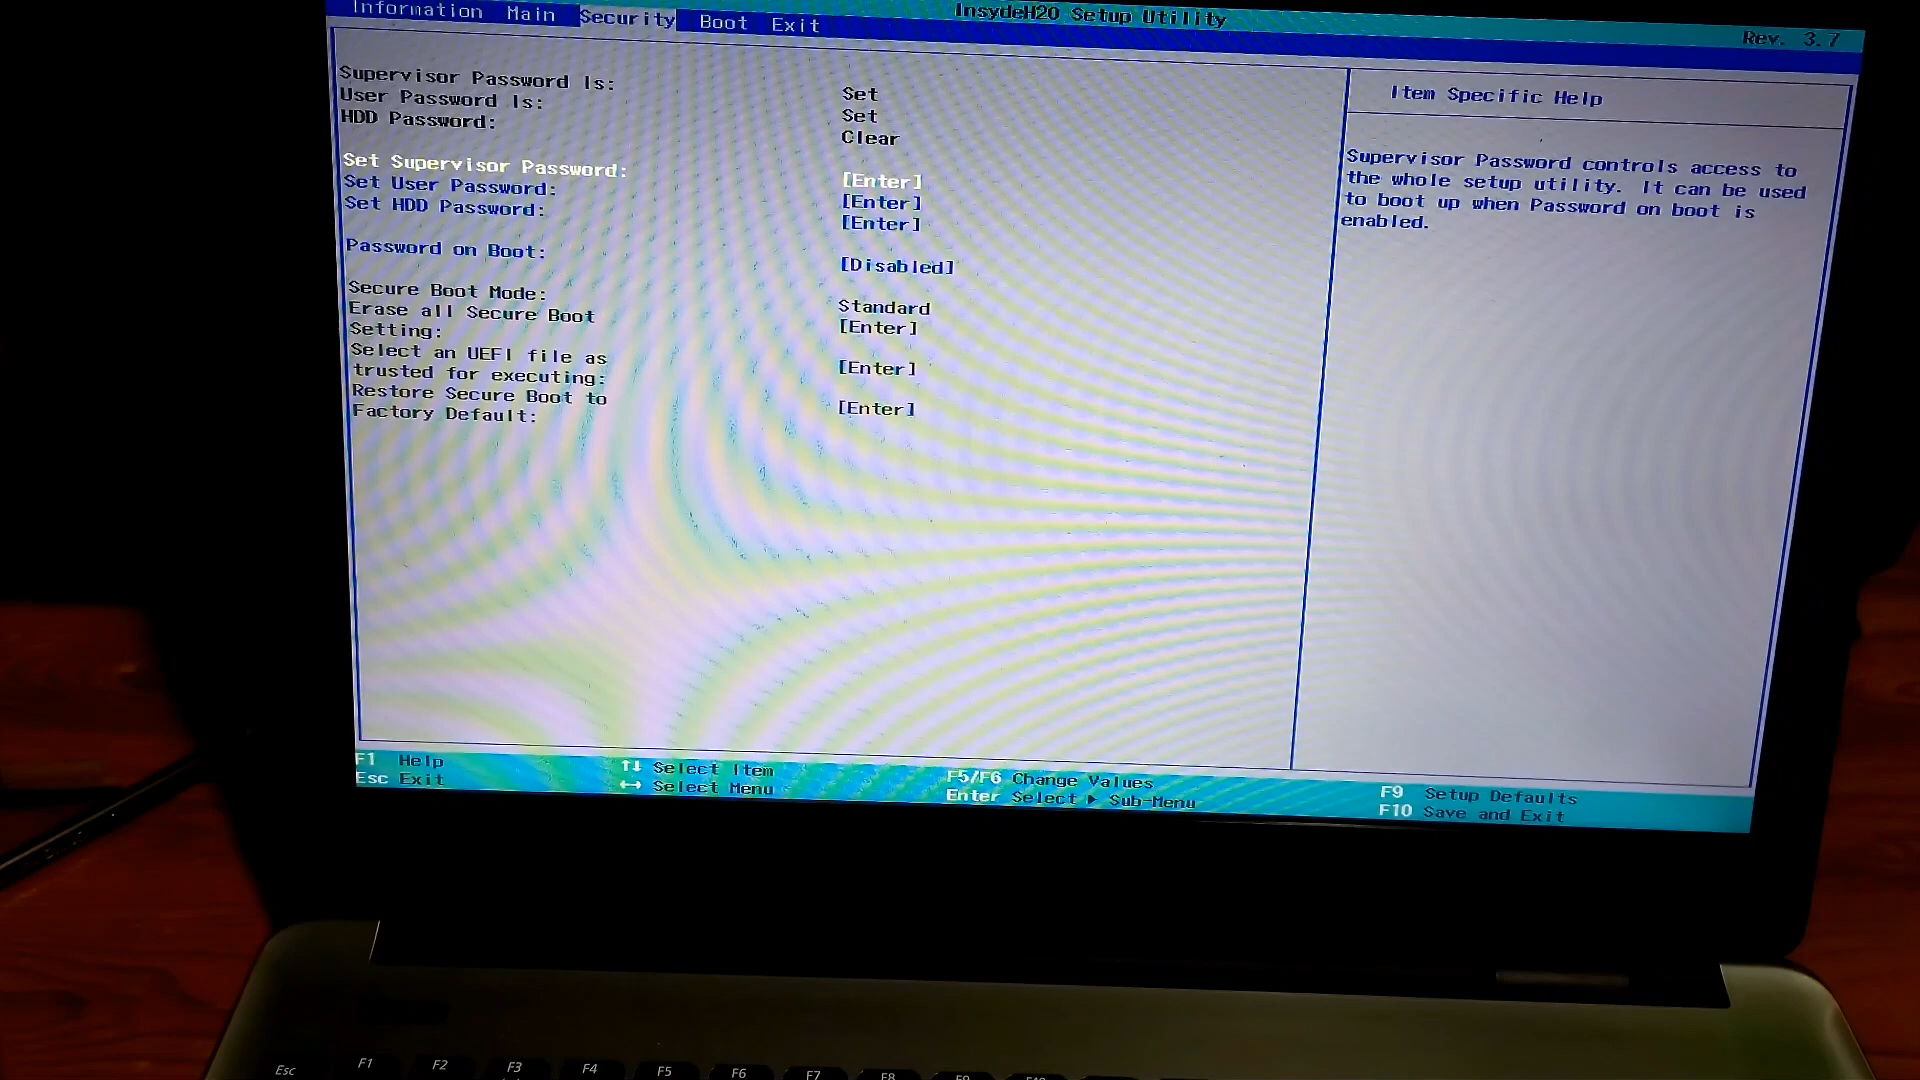 InsydeH20 Setup Utility
Rev. 3.7
Information Main Security Boot Exit
Supervisor Password Is: Set
User Password Is: Set
HDD Password: Clear
Set Supervisor Password: [Enter]
Set User Password: [Enter]
Set HDD Password: [Enter]
Password on Boot: [Disabled]
Secure Boot Mode: Standard
Erase all Secure Boot [Enter]
Setting:
Select an UEFI file as [Enter]
trusted for executing:
Restore Secure Boot to [Enter]
Factory Default:
Item Specific Help
Supervisor Password controls access to
the whole setup utility. It can be used
to boot up when Password on boot is
enabled.
F1 Help ↑↓ Select Item F5/F6 Change Values F9 Setup Defaults
Esc Exit ↔ Select Menu Enter Select ▶ Sub-Menu F10 Save and Exit
Esc F1 F2 F3 F4 F5 F6 F7 F8 F9 F10